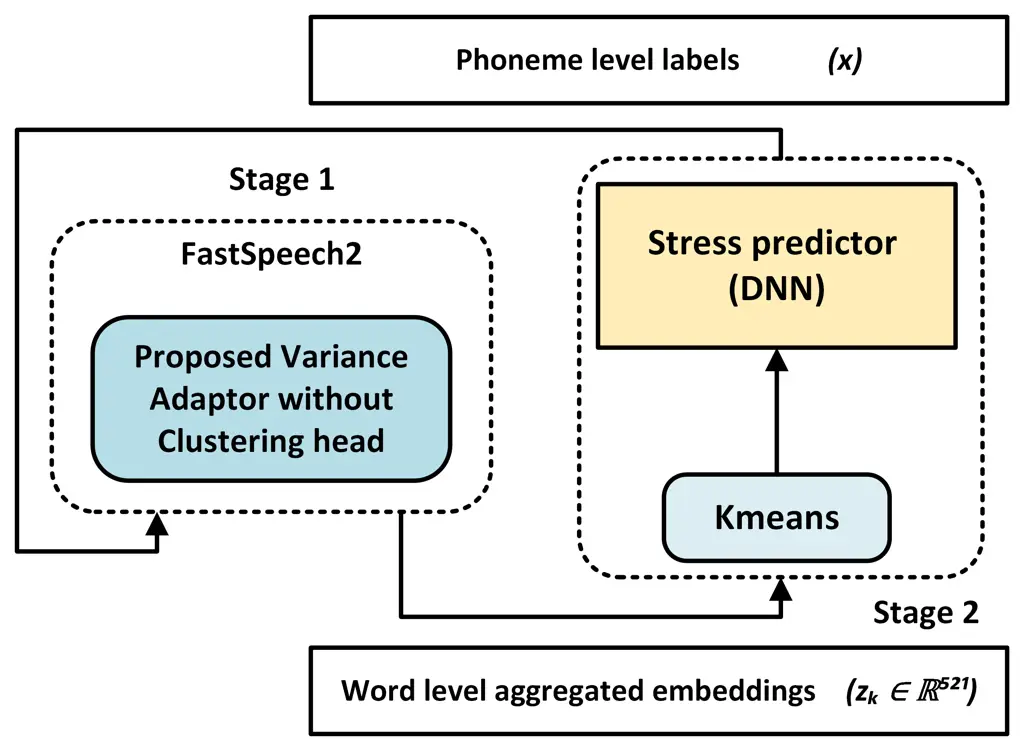 Phoneme level labels (x)
Stage 1
FastSpeech2
Proposed Variance
Adaptor without
Clustering head
Stress predictor
(DNN)
Kmeans
Stage 2
Word level aggregated embeddings (zₖ ∈ ℝ⁵²¹)